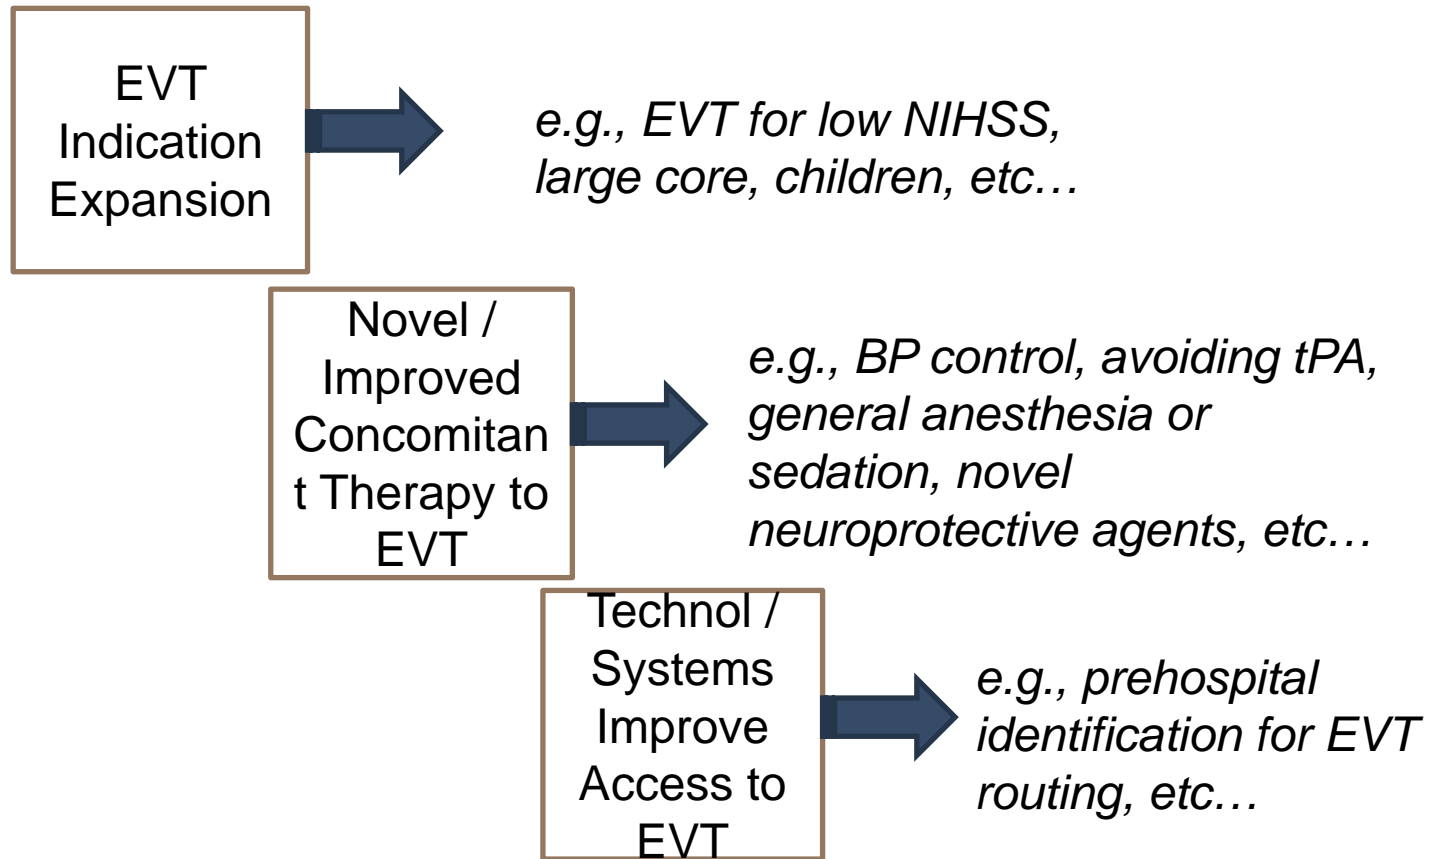 EVT
Indication
Expansion
e.g., EVT for low NIHSS,
large core, children, etc…
Novel /
Improved
Concomitan
t Therapy to
EVT
e.g., BP control, avoiding tPA,
general anesthesia or
sedation, novel
neuroprotective agents, etc…
Technol /
Systems
Improve
Access to
EVT
e.g., prehospital
identification for EVT
routing, etc…